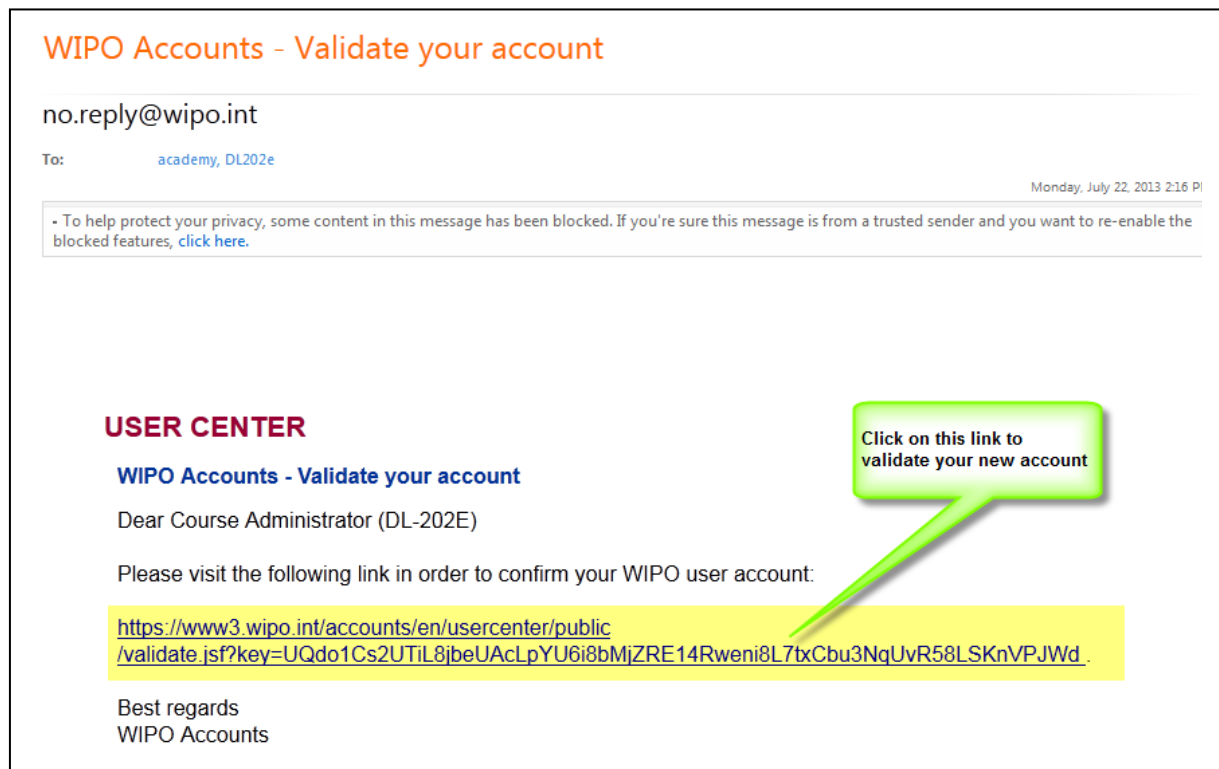 WIPO Accounts - Validate your account
no.reply@wipo.int
To: academy, DL202e
Monday, July 22, 2013 2:16 P
- To help protect your privacy, some content in this message has been blocked. If you're sure this message is from a trusted sender and you want to re-enable the
blocked features, click here.
USER CENTER
Click on this link to
validate your new account
WIPO Accounts - Validate your account
Dear Course Administrator (DL-202E)
Please visit the following link in order to confirm your WIPO user account:
https://www3.wipo.int/accounts/en/usercenter/public
/validate.jsf?key=UQdo1Cs2UTiL8jbeUAcLpYU6i8bMjZRE14Rweni8L7txCbu3NqUvR58LSKnVPJWd .
Best regards
WIPO Accounts